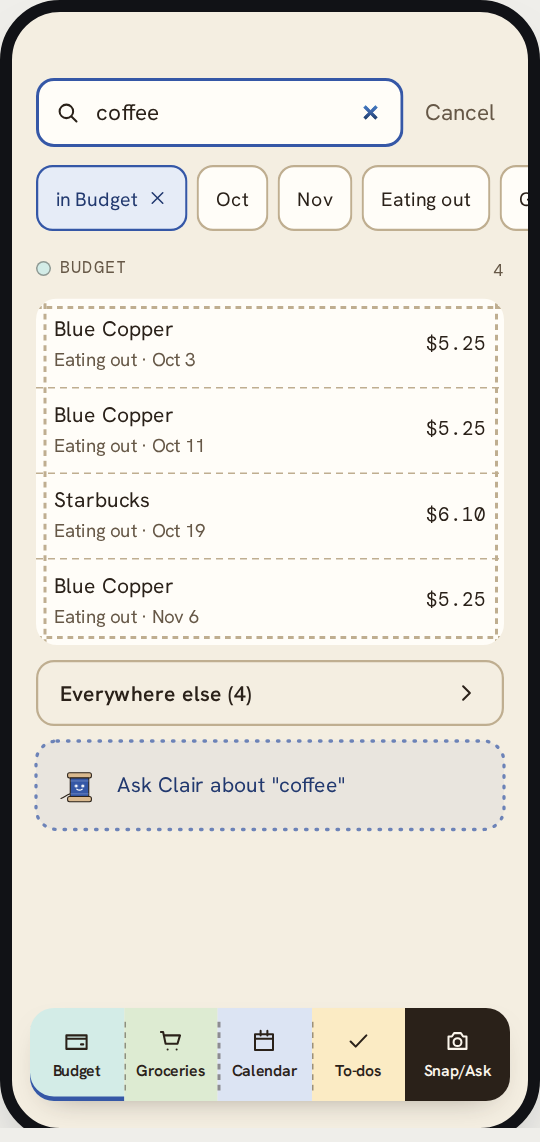 coffee
Cancel
in Budget
Oct
Nov
Eating out
BUDGET
4
Blue Copper
Eating out · Oct 3
$5.25
Blue Copper
Eating out · Oct 11
$5.25
Starbucks
Eating out · Oct 19
$6.10
Blue Copper
Eating out · Nov 6
$5.25
Everywhere else (4)
Ask Clair about "coffee"
Budget
Groceries
Calendar
To-dos
Snap/Ask